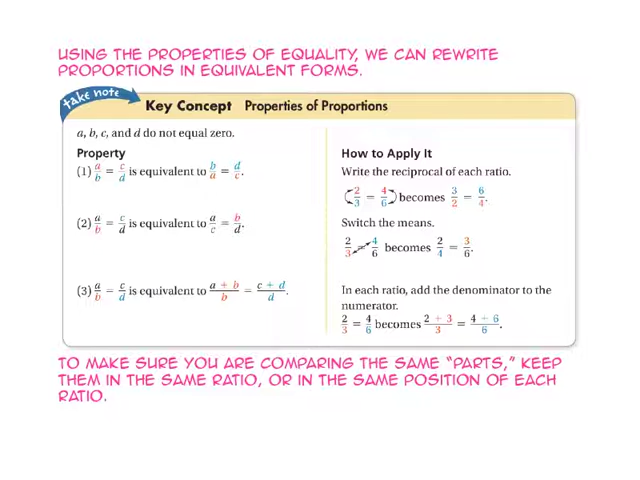 USING THE PROPERTIES OF EQUALITY, WE CAN REWRITE
PROPORTIONS IN EQUIVALENT FORMS.
take note
Key Concept Properties of Proportions
a, b, c, and d do not equal zero.
Property
(1) a/b = c/d is equivalent to b/a = d/c.
(2) a/b = c/d is equivalent to a/c = b/d.
(3) a/b = c/d is equivalent to (a + b)/b = (c + d)/d.
How to Apply It
Write the reciprocal of each ratio.
2/3 = 4/6 becomes 3/2 = 6/4.
Switch the means.
2/3 = 4/6 becomes 2/4 = 3/6.
In each ratio, add the denominator to the
numerator.
2/3 = 4/6 becomes (2 + 3)/3 = (4 + 6)/6.
TO MAKE SURE YOU ARE COMPARING THE SAME "PARTS," KEEP
THEM IN THE SAME RATIO, OR IN THE SAME POSITION OF EACH
RATIO.